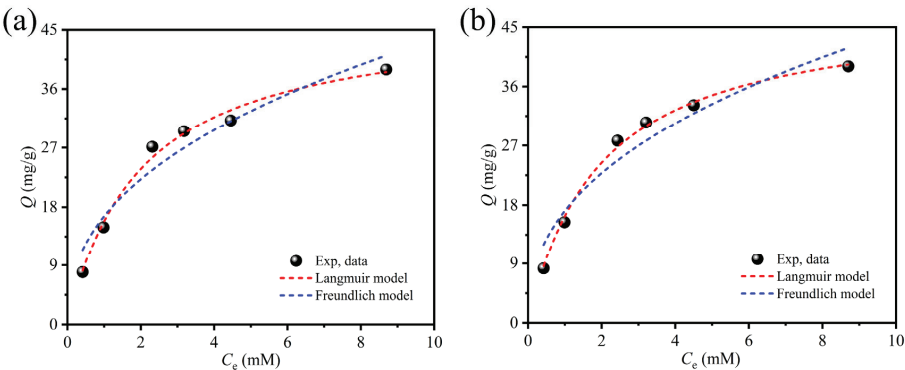 (a)
45
36
27
18
9
0
Q (mg/g)
Exp, data
Langmuir model
Freundlich model
0 2 4 6 8 10
Ce (mM)
(b)
45
36
27
18
9
0
Q (mg/g)
Exp, data
Langmuir model
Freundlich model
0 2 4 6 8 10
Ce (mM)